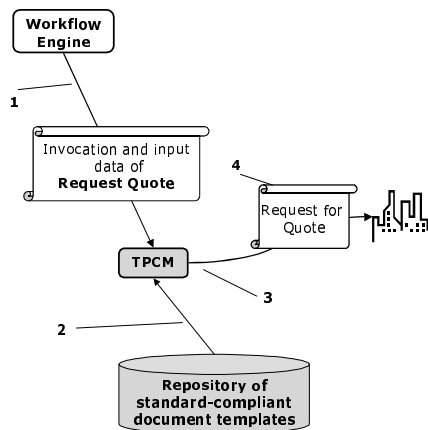 Workflow
Engine
1
Invocation and input
data of
Request Quote
4
Request for
Quote
TPCM
3
2
Repository of
standard-compliant
document templates